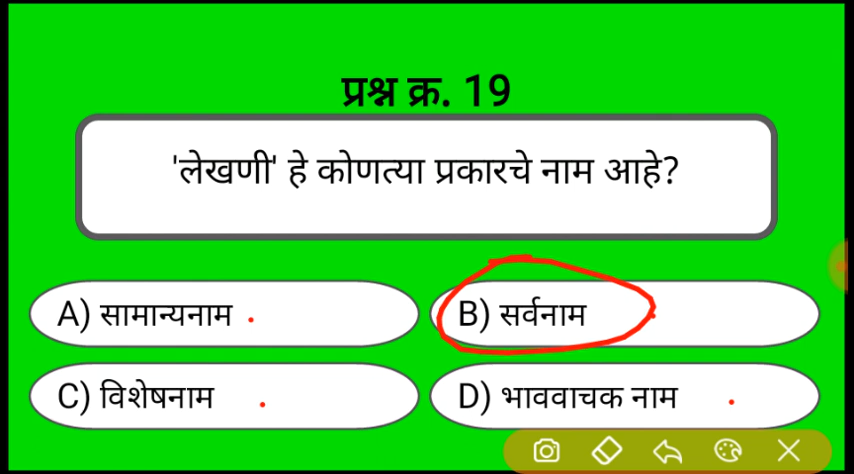 प्रश्न क्र. 19
'लेखणी' हे कोणत्या प्रकारचे नाम आहे?
A) सामान्यनाम
B) सर्वनाम
C) विशेषनाम
D) भाववाचक नाम